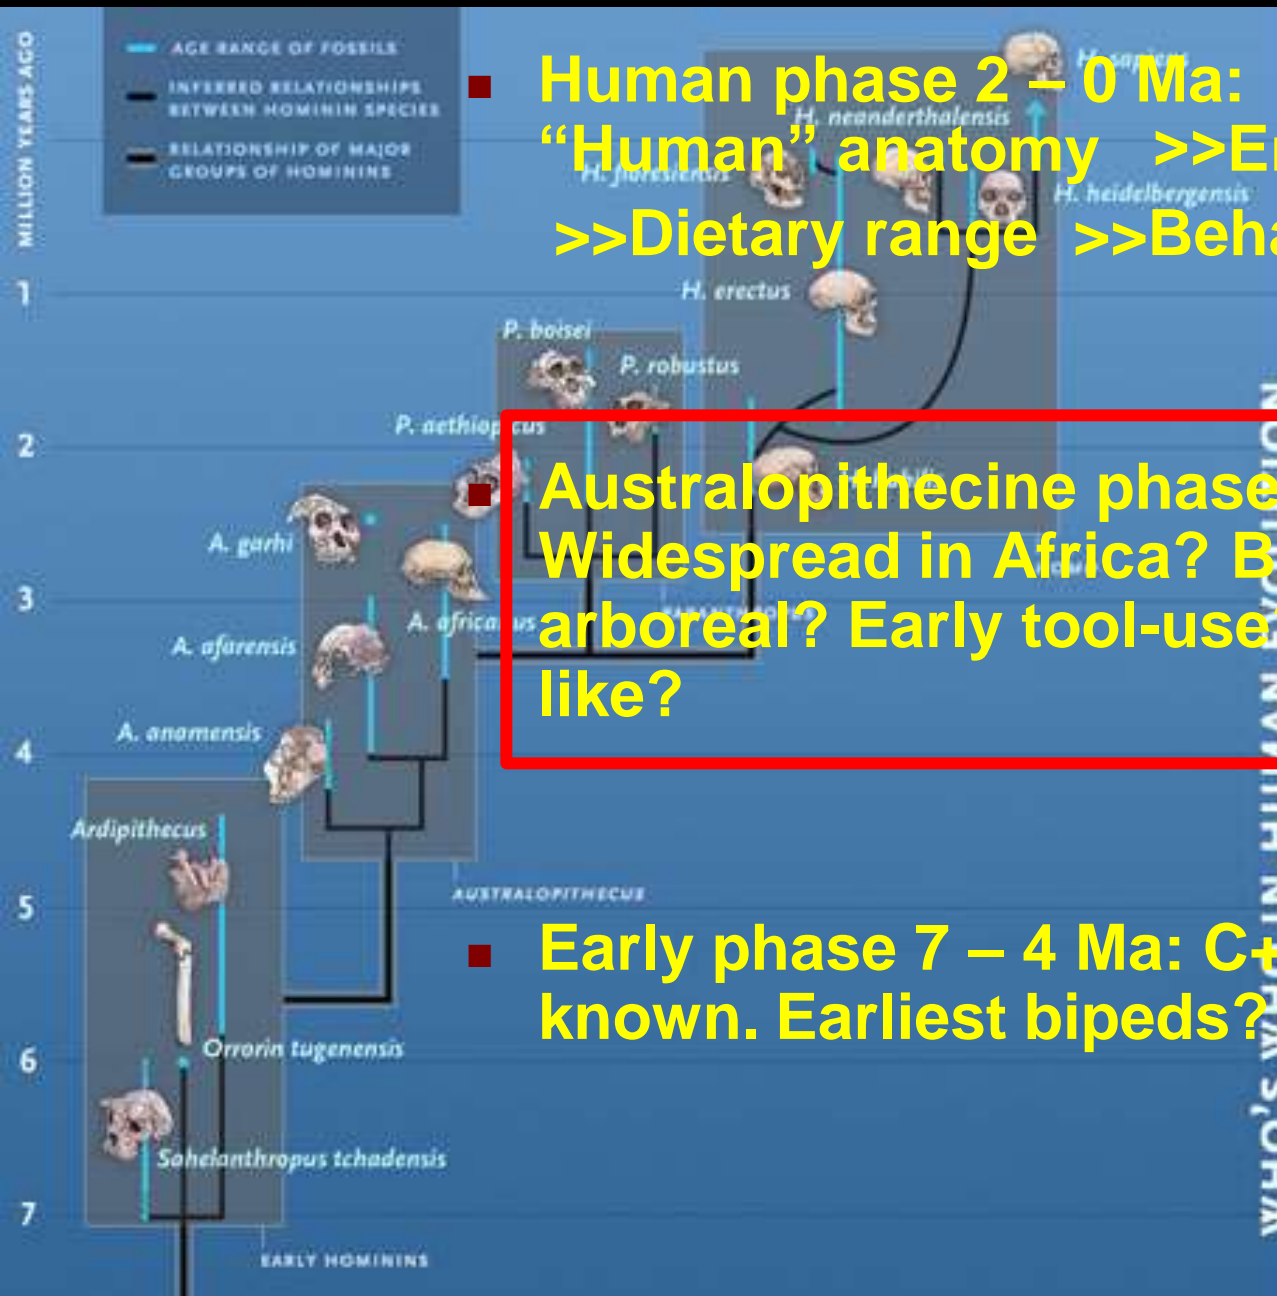 MILLION YEARS AGO
AGE RANGE OF FOSSILS
INFERRED RELATIONSHIPS
BETWEEN HOMININ SPECIES
RELATIONSHIP OF MAJOR
GROUPS OF HOMININS
▪ Human phase 2 – 0 Ma:
“Human” anatomy >>E
>>Dietary range >>Beha
H. sapiens
H. neanderthalensis
H. floresiensis
H. heidelbergensis
1
H. erectus
P. boisei
P. robustus
2
P. aethiopicus
▪ Australopithecine phase
Widespread in Africa? B
arboreal? Early tool-use
like?
A. garhi
3
A. africanus
A. afarensis
A. anamensis
4
Ardipithecus
5
AUSTRALOPITHECUS
▪ Early phase 7 – 4 Ma: C+
known. Earliest bipeds?
6
Orrorin tugenensis
Sahelanthropus tchadensis
7
EARLY HOMININS
WHO'S WHO IN HUMAN EVOLUTION